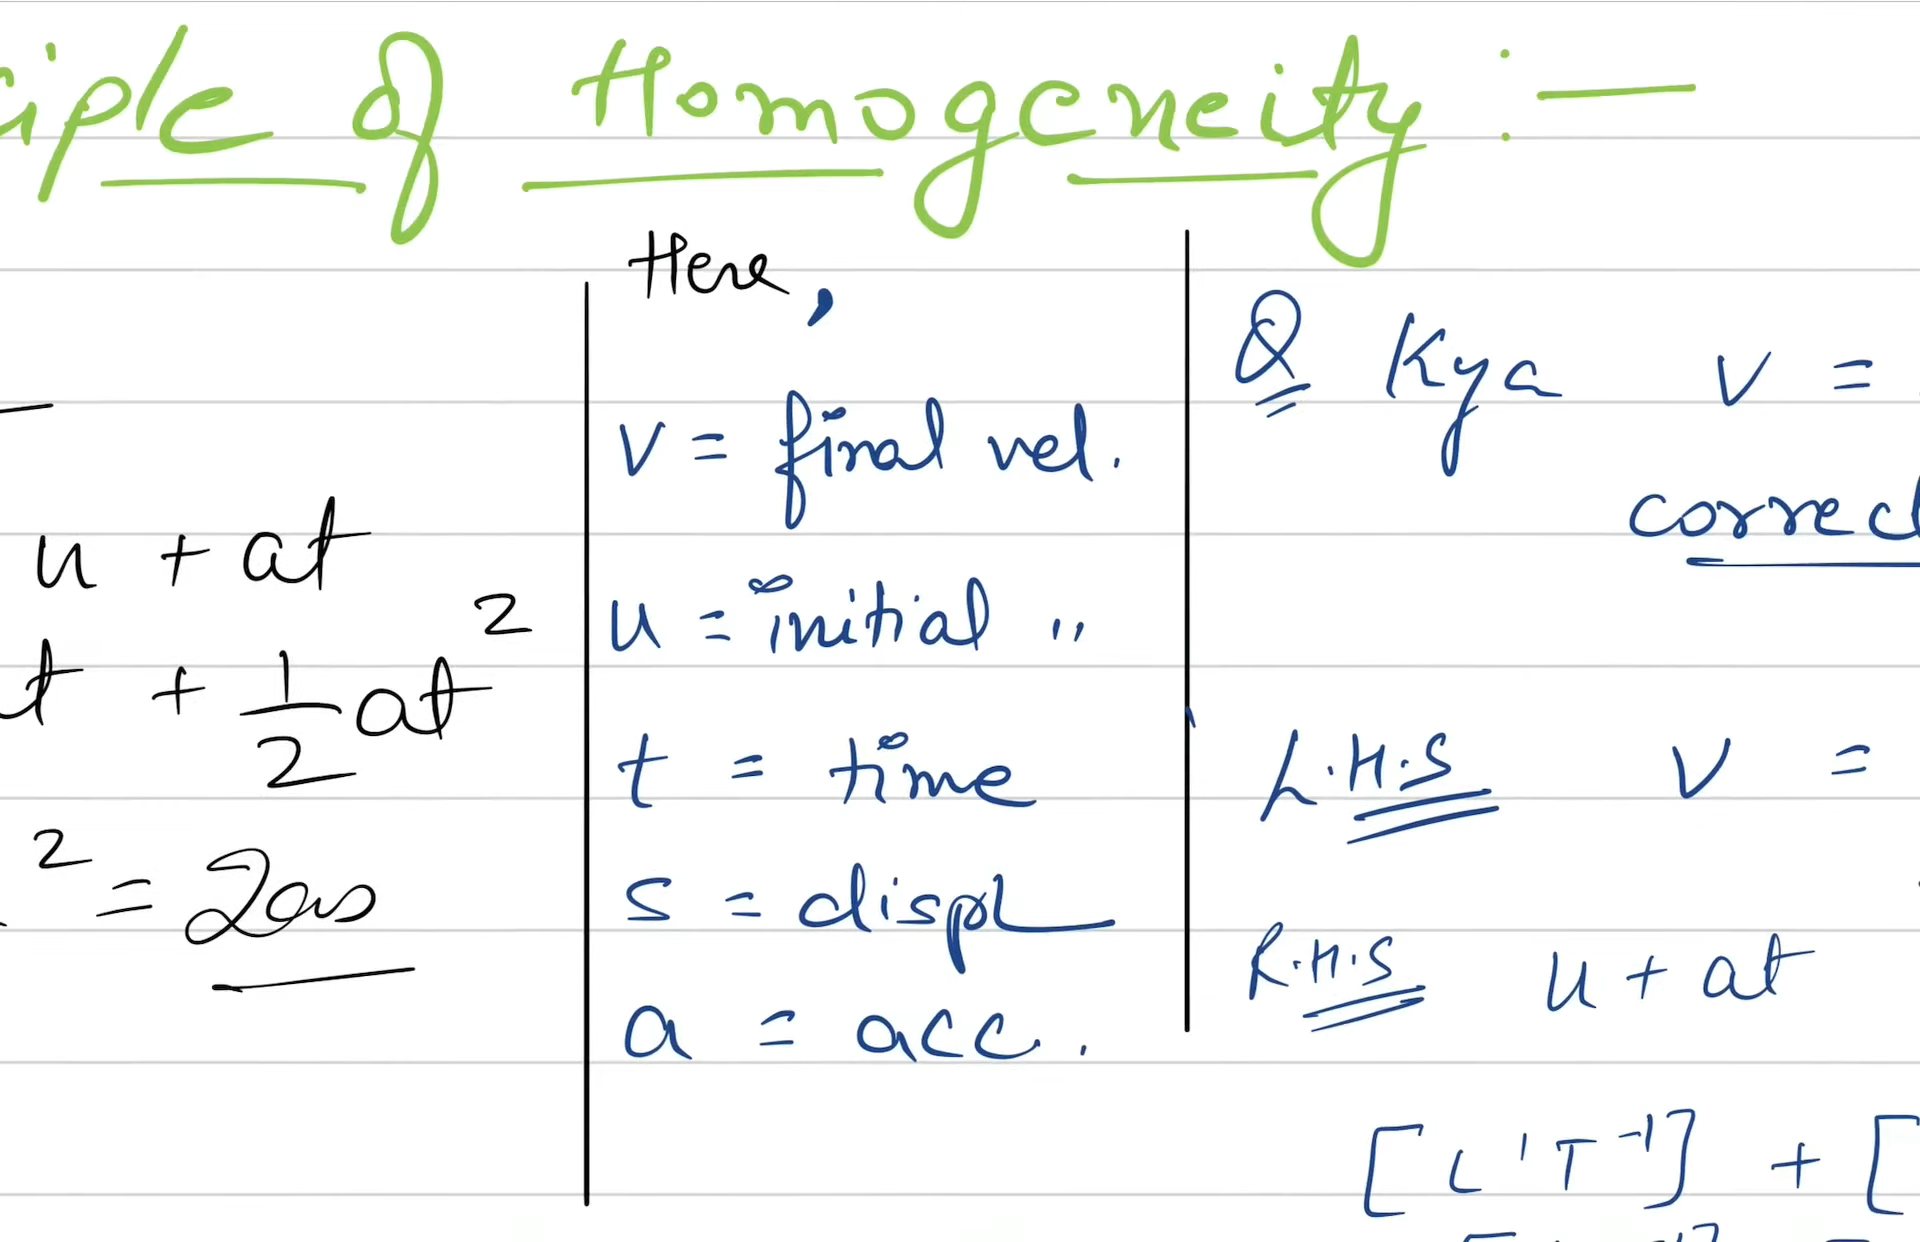 iple of Homogeneity :-
u + at
t + 1/2 at²
² = 2as
Here,
v = final vel.
u = initial "
t = time
s = displ
a = acc.
Q Kya v =
correct
L.H.S v =
R.H.S u + at
[L¹T⁻¹] + [